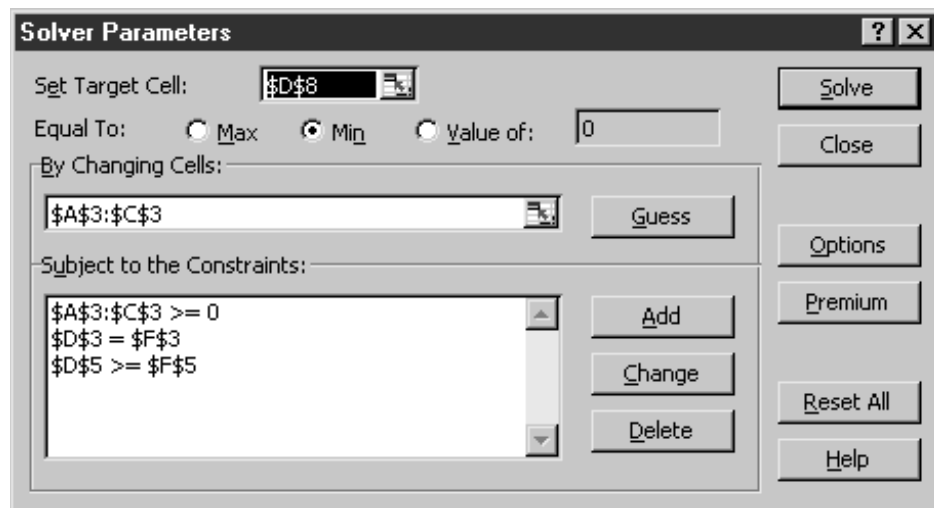 Solver Parameters
Set Target Cell: $D$8
Solve
Equal To: Max Min Value of: 0
Close
By Changing Cells:
$A$3:$C$3
Guess
Options
Subject to the Constraints:
Premium
$A$3:$C$3 >= 0
Add
$D$3 = $F$3
$D$5 >= $F$5
Change
Reset All
Delete
Help